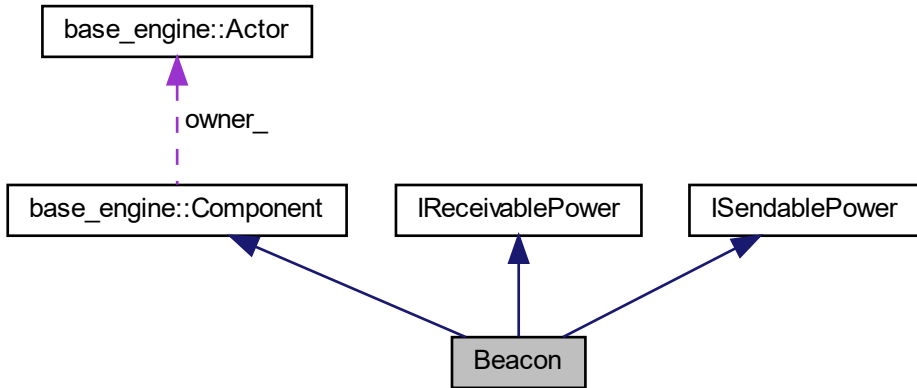 base_engine::Actor
owner_
base_engine::Component
IReceivablePower
ISendablePower
Beacon